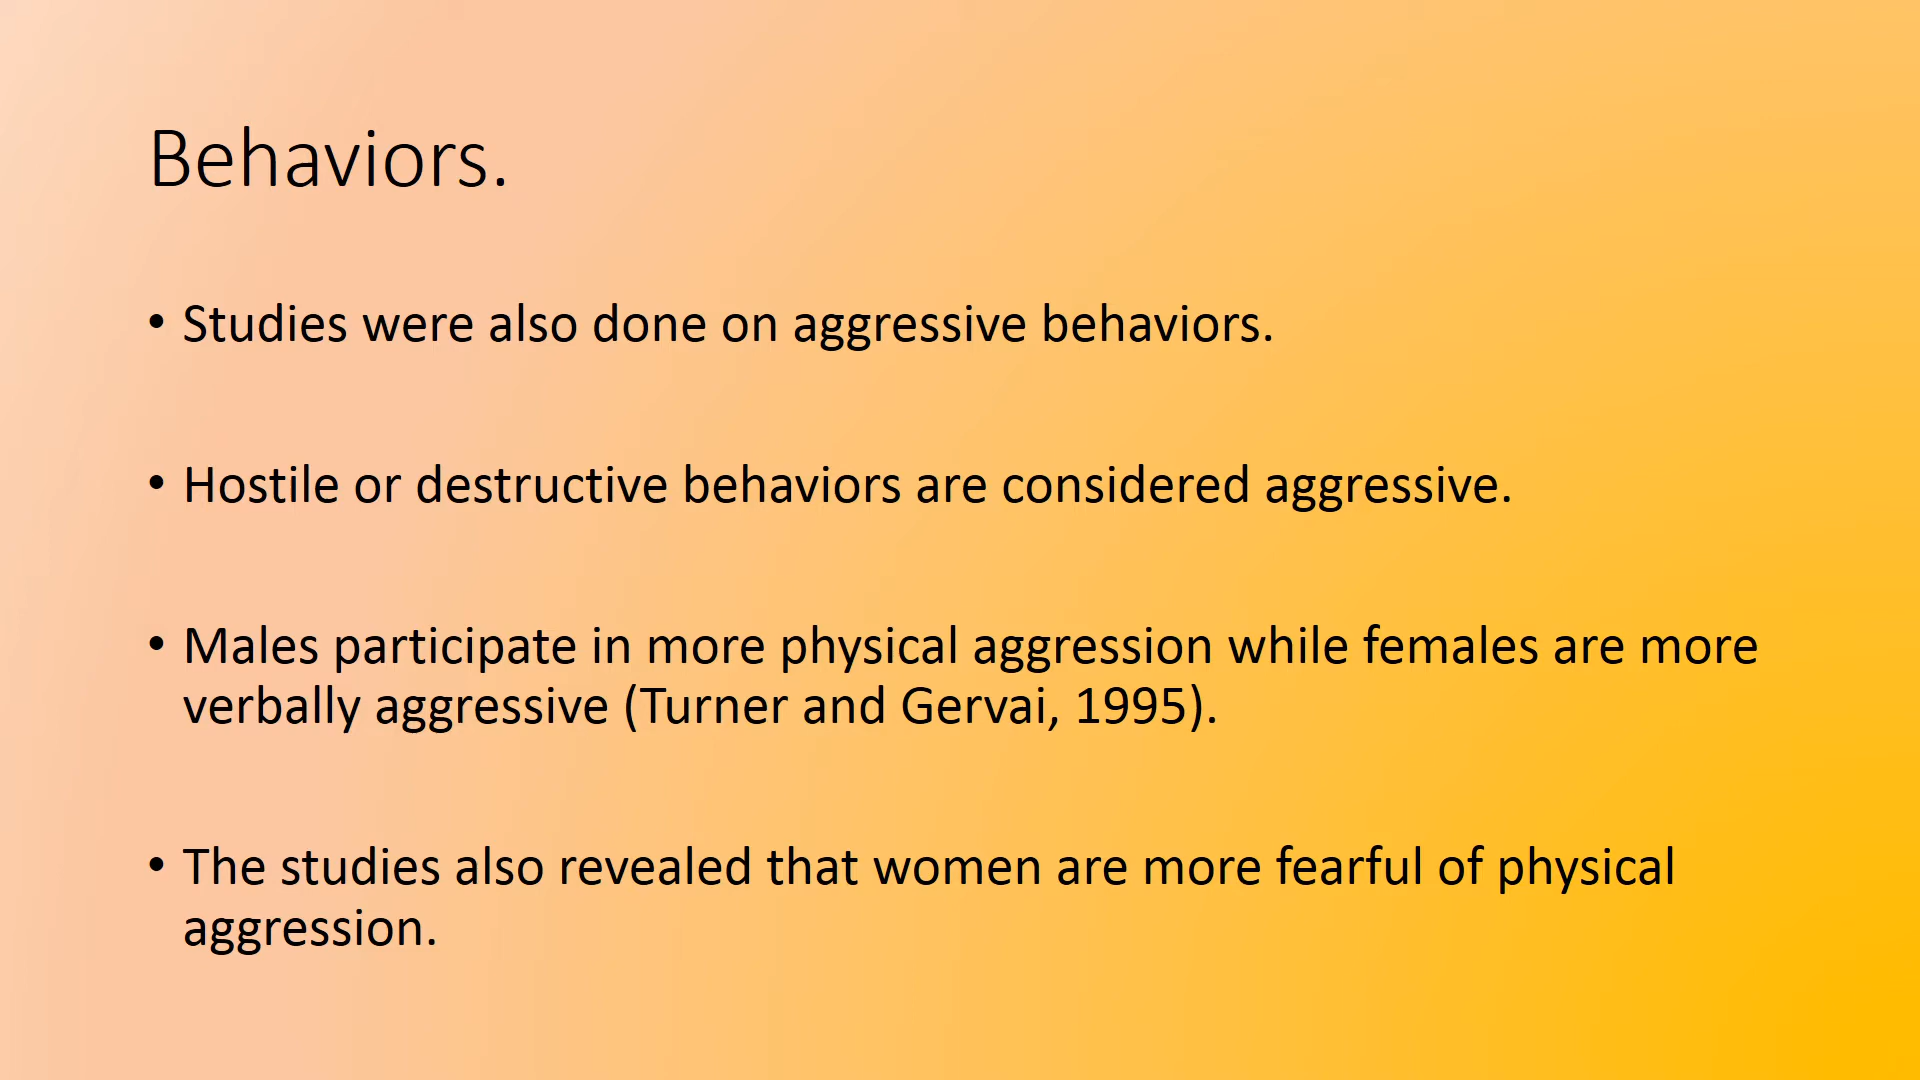 Behaviors.
• Studies were also done on aggressive behaviors.
• Hostile or destructive behaviors are considered aggressive.
• Males participate in more physical aggression while females are more
verbally aggressive (Turner and Gervai, 1995).
• The studies also revealed that women are more fearful of physical
aggression.